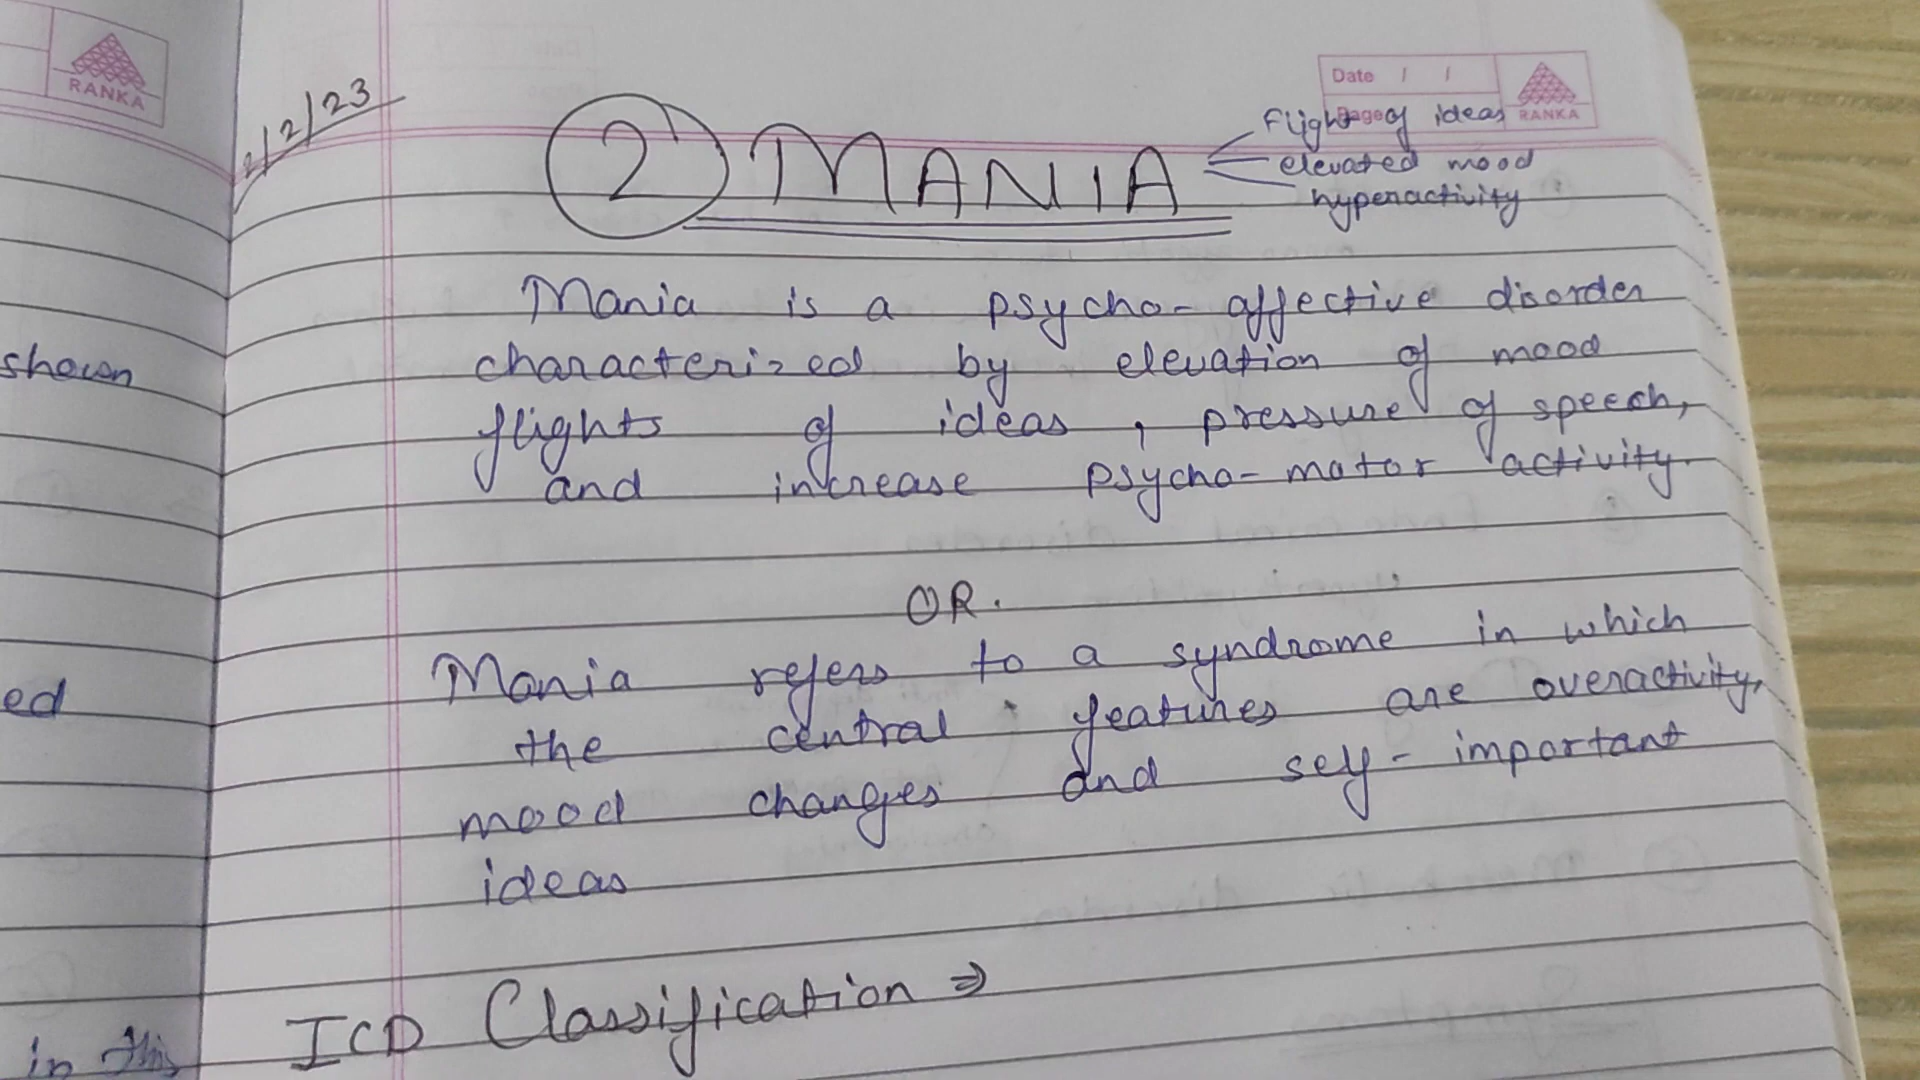 RANKA
shown
ed
in this
2/2/23
Date / /
Page
RANKA
2 MANIA
flight of ideas
elevated mood
hyperactivity
Mania is a psycho-affective disorder
characterized by elevation of mood
flights of ideas, pressure of speech,
and increase psycho-motor activity.
OR.
Mania refers to a syndrome in which
the central features are overactivity,
mood changes and self-important
ideas
ICD Classification ⇒